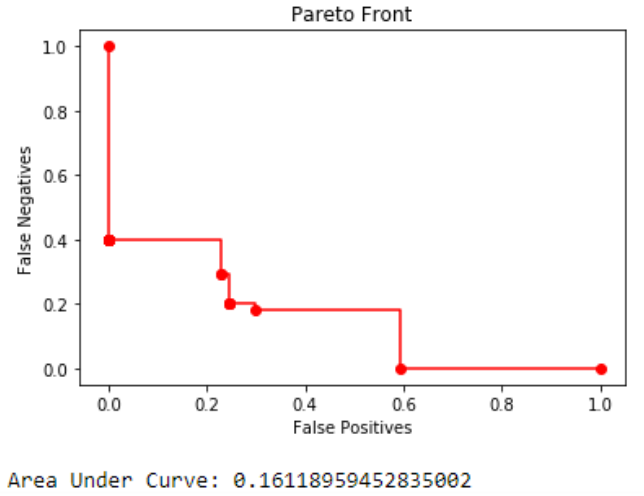 Pareto Front
1.0
0.8
0.6
0.4
0.2
0.0
False Negatives
0.0 0.2 0.4 0.6 0.8 1.0
False Positives
Area Under Curve: 0.16118959452835002